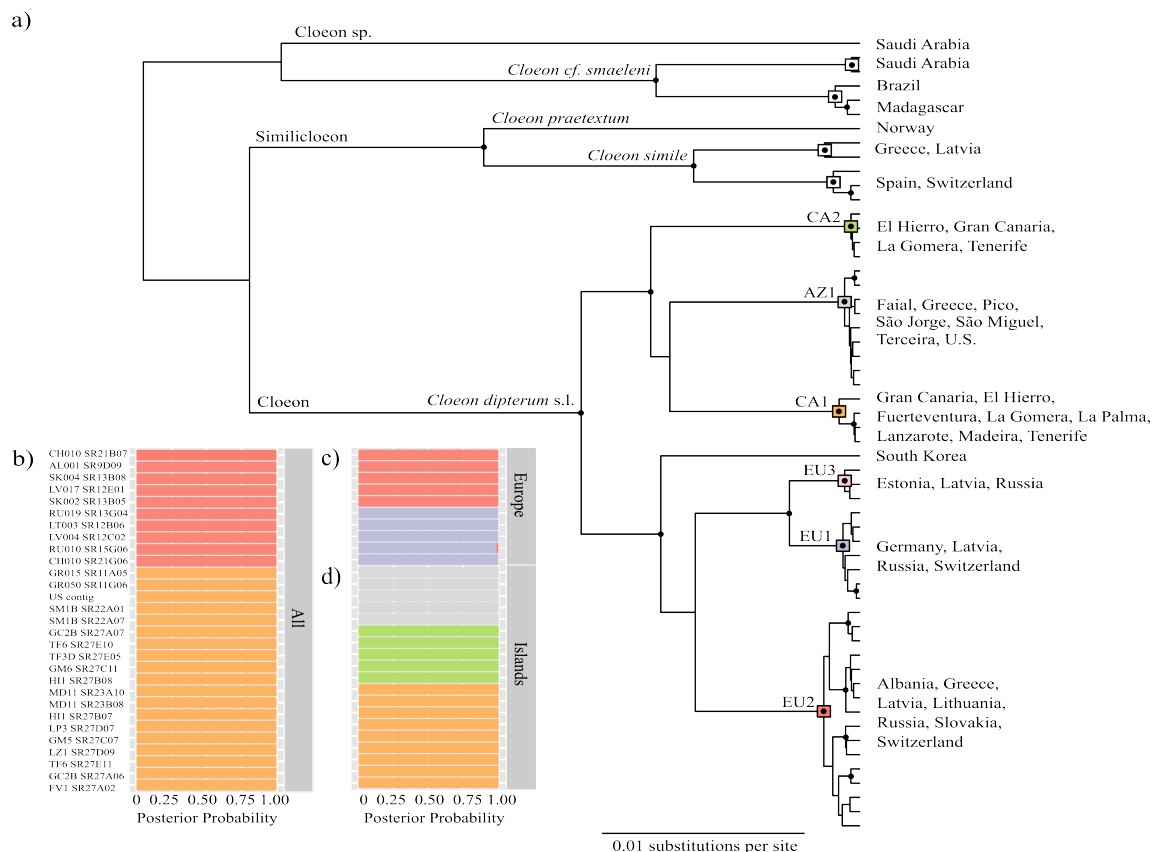 a)
Cloeon sp.
Saudi Arabia
Cloeon cf. smaeleni
Saudi Arabia
Brazil
Madagascar
Similicloeon
Cloeon praetextum
Norway
Cloeon simile
Greece, Latvia
Spain, Switzerland
CA2
El Hierro, Gran Canaria,
La Gomera, Tenerife
AZ1
Faial, Greece, Pico,
São Jorge, São Miguel,
Terceira, U.S.
Cloeon
Cloeon dipterum s.l.
CA1
Gran Canaria, El Hierro,
Fuerteventura, La Gomera, La Palma,
Lanzarote, Madeira, Tenerife
South Korea
EU3
Estonia, Latvia, Russia
EU1
Germany, Latvia,
Russia, Switzerland
EU2
Albania, Greece,
Latvia, Lithuania,
Russia, Slovakia,
Switzerland
0.01 substitutions per site
b)
CH010 SR21B07
AL001 SR9D09
SK004 SR13B08
LV017 SR12E01
SK002 SR13B05
RU019 SR13G04
LT003 SR12B06
LV004 SR12C02
RU010 SR15G06
CH010 SR21G06
GR015 SR11A05
GR050 SR11G06
US contig
SM1B SR22A01
SM1B SR22A07
GC2B SR27A07
TF6 SR27E10
TF3D SR27E05
GM6 SR27C11
HI1 SR27B08
MD11 SR23A10
MD11 SR23B08
HI1 SR27B07
LP3 SR27D07
GM5 SR27C07
LZ1 SR27D09
TF6 SR27E11
GC2B SR27A06
FV1 SR27A02
All
0 0.25 0.50 0.75 1.00
Posterior Probability
c)
Europe
d)
Islands
0 0.25 0.50 0.75 1.00
Posterior Probability